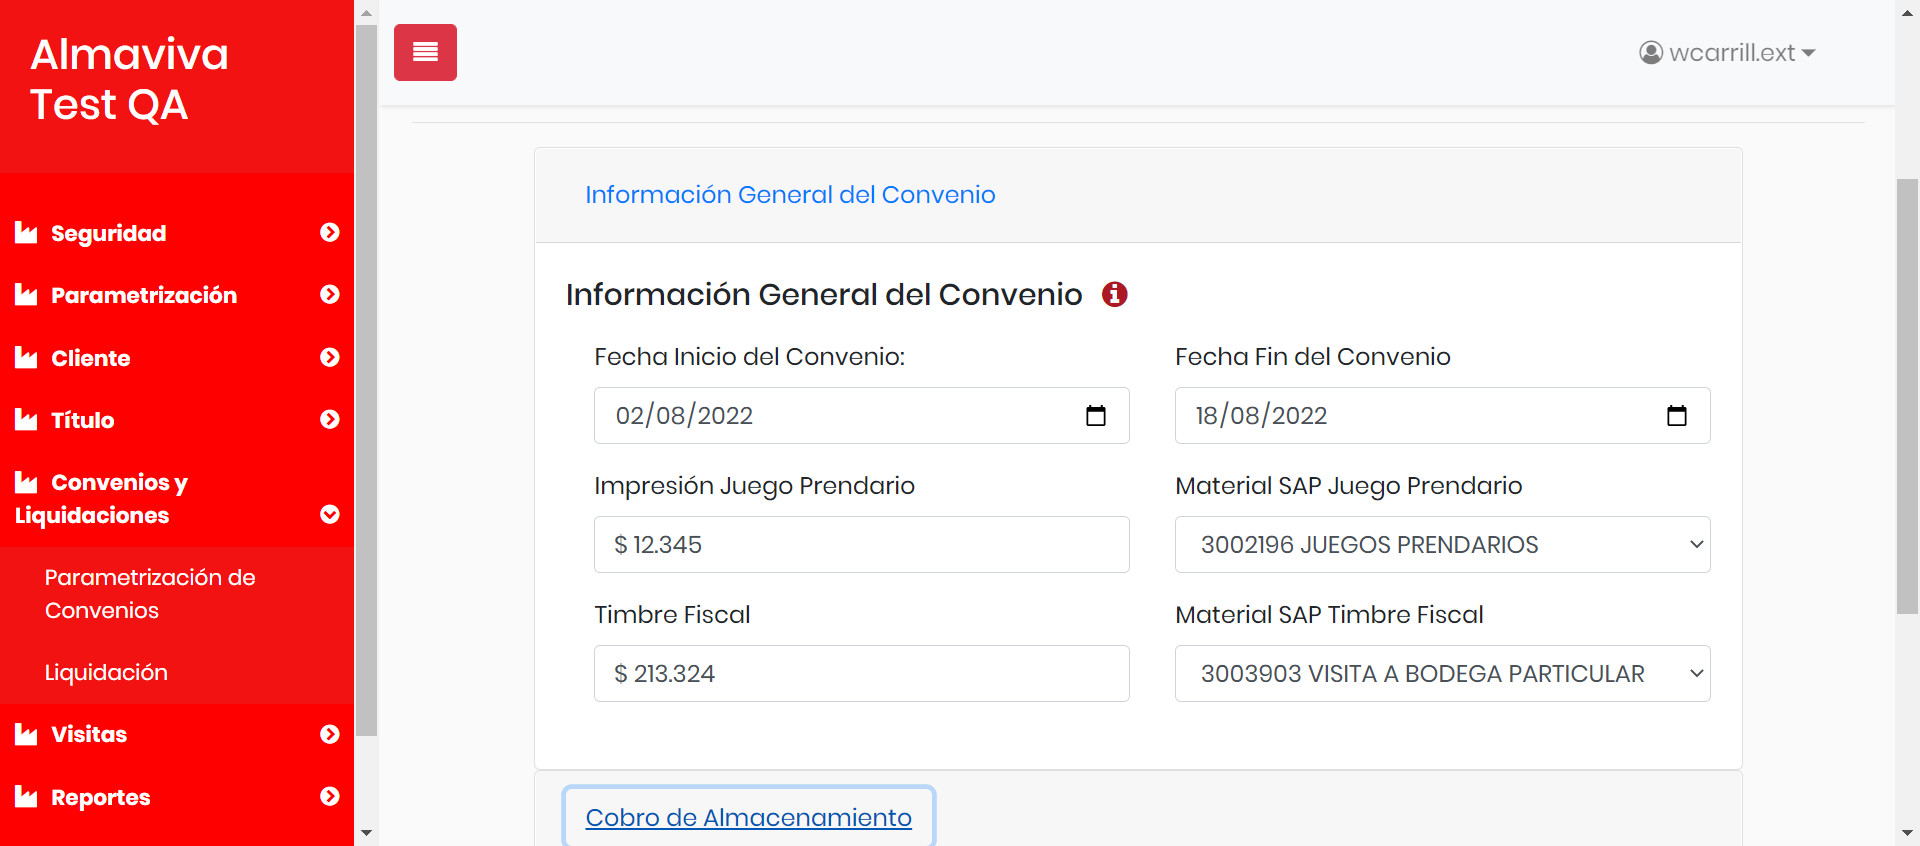 Almaviva
Test QA
wcarrill.ext
Seguridad
Parametrización
Cliente
Título
Convenios y
Liquidaciones
Parametrización de
Convenios
Liquidación
Visitas
Reportes
Información General del Convenio
Información General del Convenio
Fecha Inicio del Convenio:
Fecha Fin del Convenio
02/08/2022
18/08/2022
Impresión Juego Prendario
Material SAP Juego Prendario
$ 12.345
3002196 JUEGOS PRENDARIOS
Timbre Fiscal
Material SAP Timbre Fiscal
$ 213.324
3003903 VISITA A BODEGA PARTICULAR
Cobro de Almacenamiento